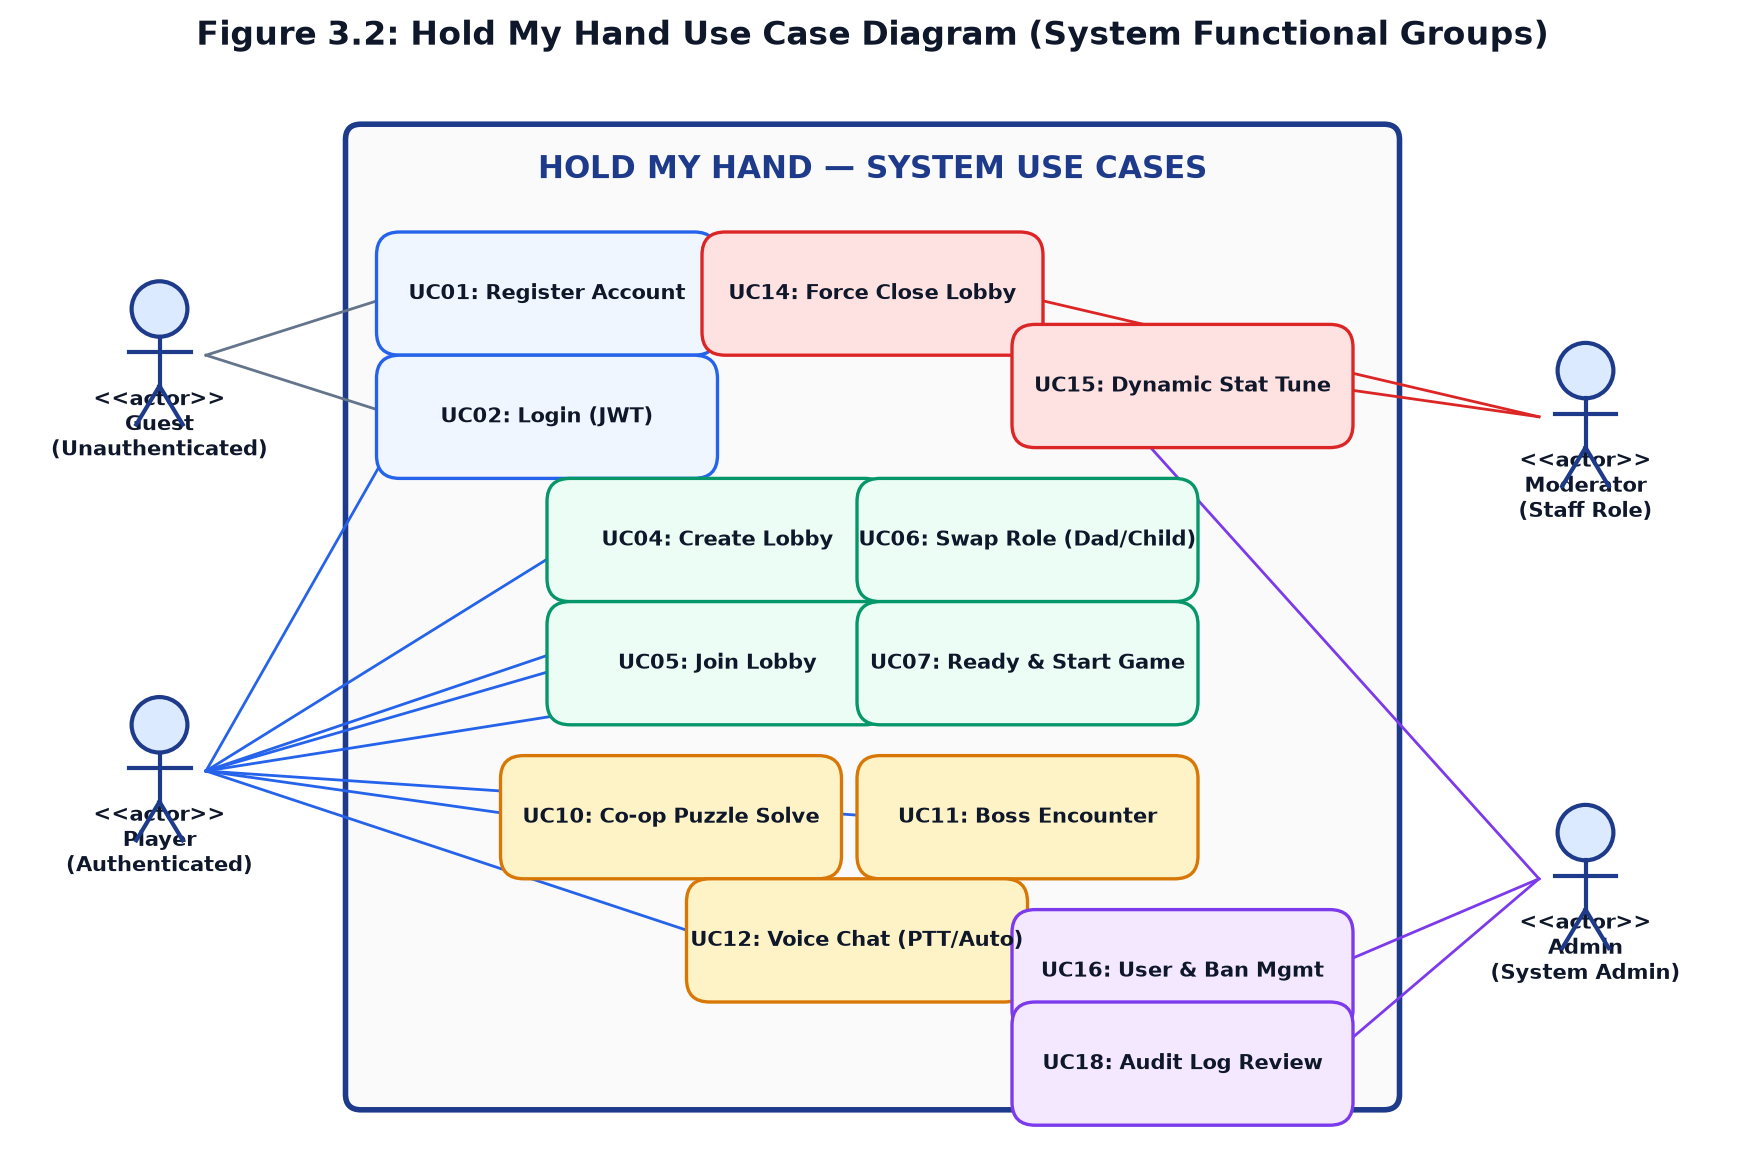 Figure 3.2: Hold My Hand Use Case Diagram (System Functional Groups)
HOLD MY HAND — SYSTEM USE CASES
UC01: Register Account
UC14: Force Close Lobby
UC15: Dynamic Stat Tune
UC02: Login (JWT)
<<actor>>
Guest
(Unauthenticated)
<<actor>>
Moderator
(Staff Role)
UC04: Create Lobby
UC06: Swap Role (Dad/Child)
UC05: Join Lobby
UC07: Ready & Start Game
UC10: Co-op Puzzle Solve
UC11: Boss Encounter
<<actor>>
Player
(Authenticated)
UC12: Voice Chat (PTT/Auto)
<<actor>>
Admin
(System Admin)
UC16: User & Ban Mgmt
UC18: Audit Log Review